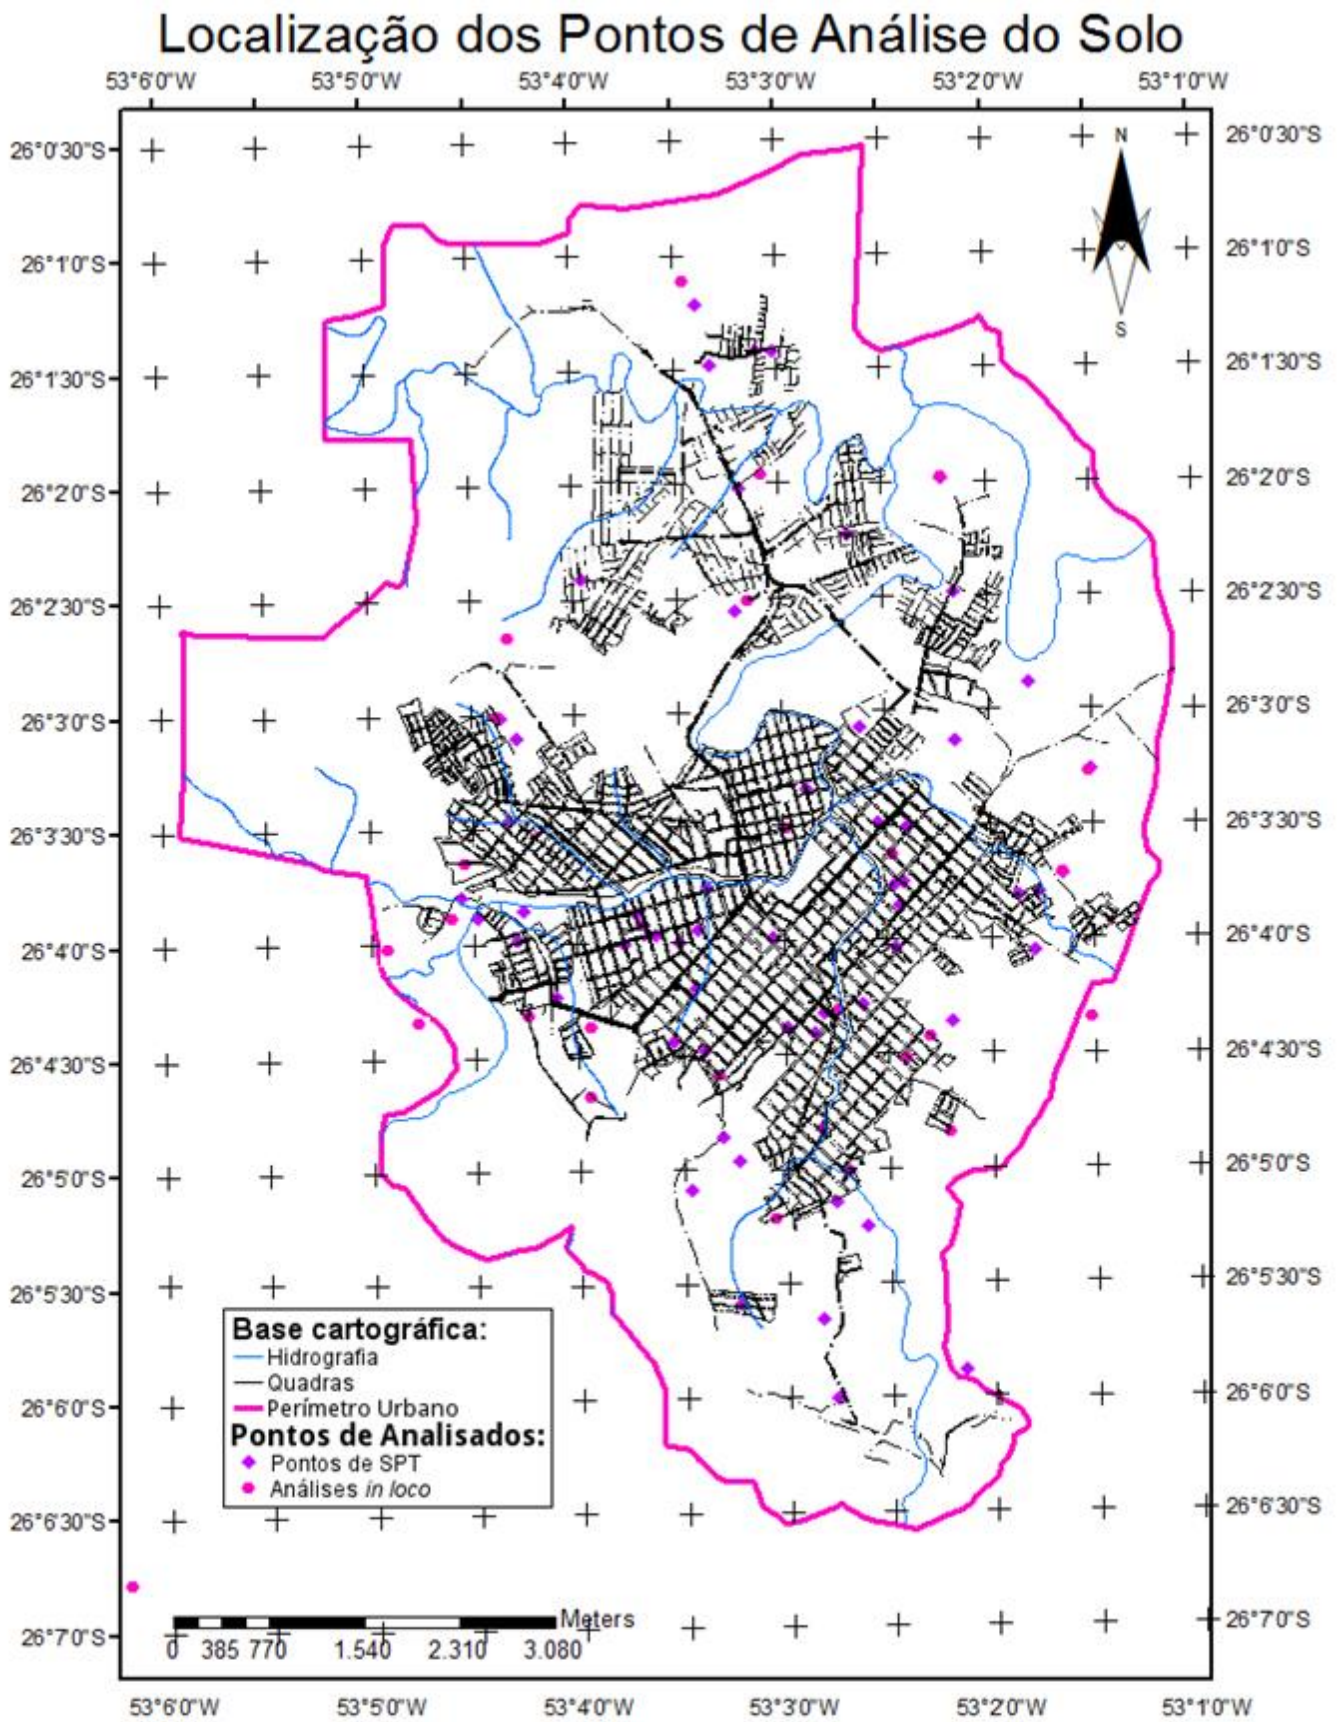 Localização dos Pontos de Análise do Solo
53°6'0"W 53°5'0"W 53°4'0"W 53°3'0"W 53°2'0"W 53°1'0"W
26°0'30"S 26°0'30"S
N
S
26°1'0"S 26°1'0"S
26°1'30"S 26°1'30"S
26°2'0"S 26°2'0"S
26°2'30"S 26°2'30"S
26°3'0"S 26°3'0"S
26°3'30"S 26°3'30"S
26°4'0"S 26°4'0"S
26°4'30"S 26°4'30"S
26°5'0"S 26°5'0"S
26°5'30"S 26°5'30"S
26°6'0"S 26°6'0"S
26°6'30"S 26°6'30"S
26°7'0"S 26°7'0"S
Base cartográfica:
Hidrografia
Quadras
Perímetro Urbano
Pontos de Analisados:
Pontos de SPT
Análises in loco
Meters
0 385 770 1.540 2.310 3.080
53°6'0"W 53°5'0"W 53°4'0"W 53°3'0"W 53°2'0"W 53°1'0"W